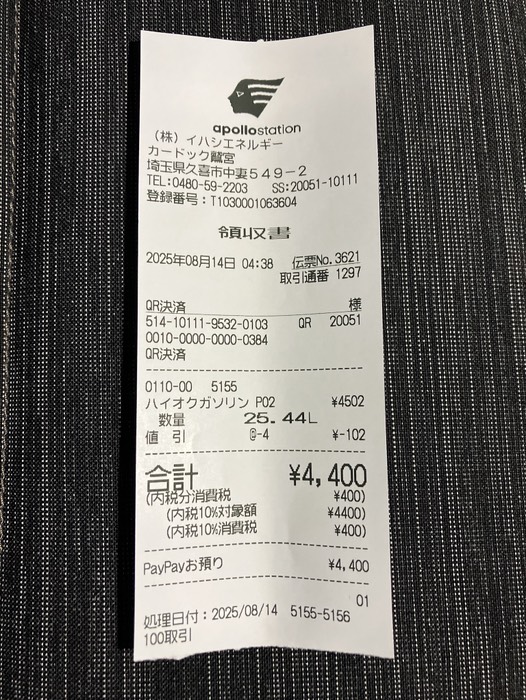 apollostation
(株)イハシエネルギー
カードック鷲宮
埼玉県久喜市中妻549-2
TEL:0480-59-2203 SS:20051-10111
登録番号:T1030001063604
領収書
2025年08月14日 04:38 伝票No.3621
取引通番 1297
QR決済 様
514-10111-9532-0103 QR 20051
0010-0000-0000-0384
QR決済
0110-00 5155
ハイオクガソリン P02 ¥4502
数量 25.44L
値引 @-4 ¥-102
合計 ¥4,400
(内税分消費税 ¥400)
(内税10%対象額 ¥4400)
(内税10%消費税 ¥400)
PayPayお預り ¥4,400
01
処理日付:2025/08/14 5155-5156
100取引